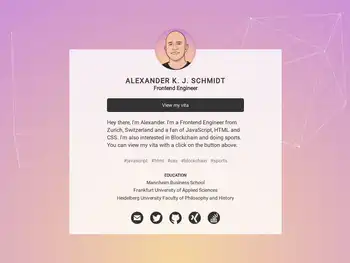 ALEXANDER K. J. SCHMIDT
Frontend Engineer
View my vita
Hey there, I'm Alexander. I'm a Frontend Engineer from
Zurich, Switzerland and a fan of JavaScript, HTML and
CSS. I'm also interested in Blockchain and doing sports.
You can view my vita with a click on the button above.
#javascript #html #css #blockchain #sports
EDUCATION
Mannheim Business School
Frankfurt University of Applied Sciences
Heidelberg University Faculty of Philosophy and History